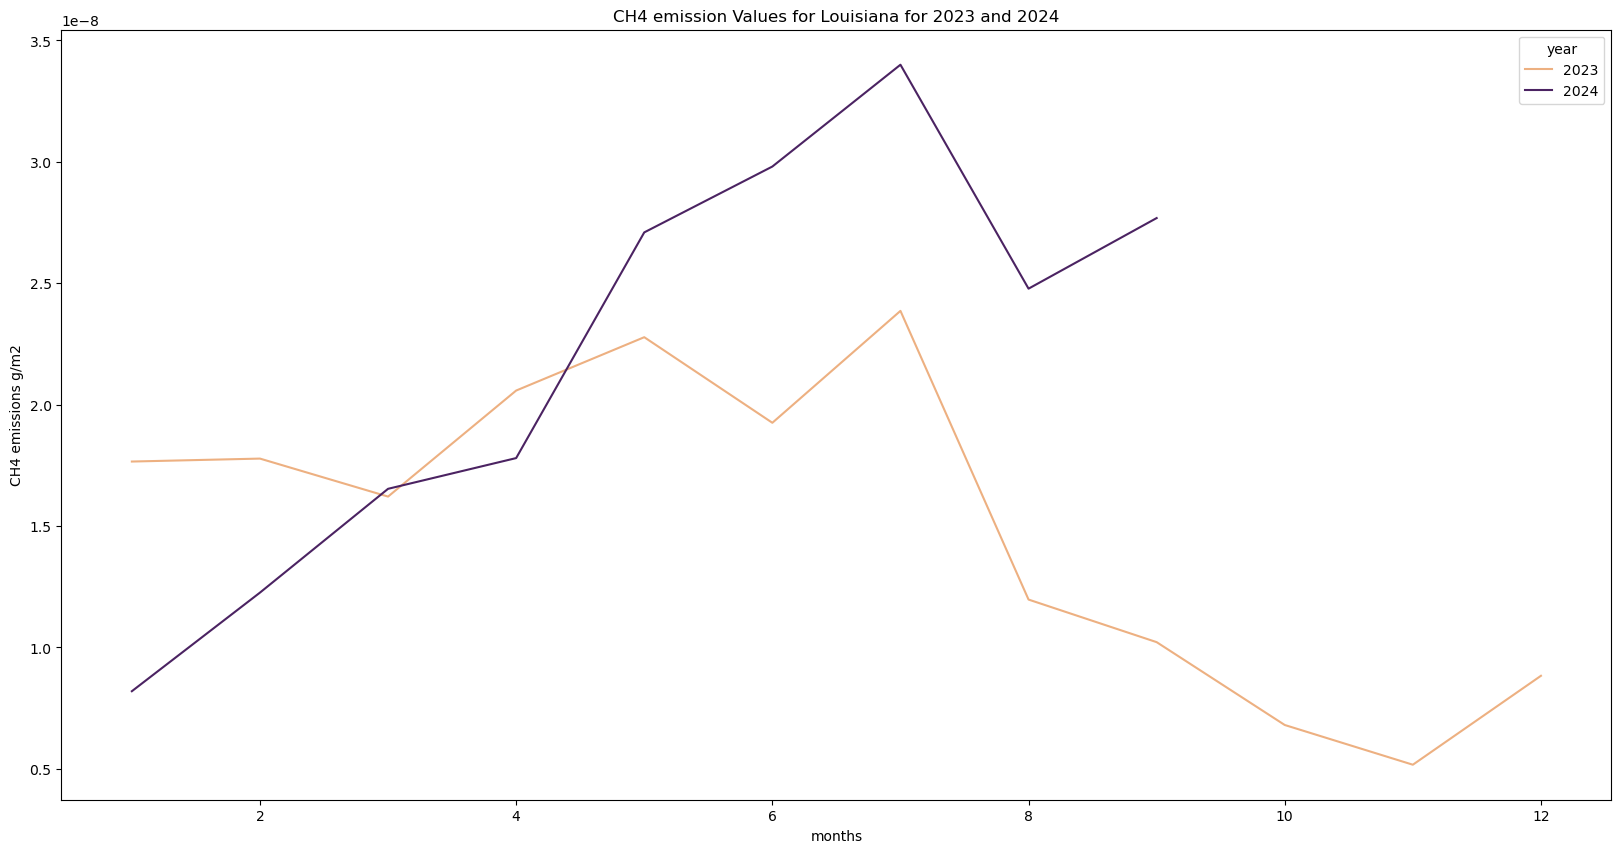 CH4 emission Values for Louisiana for 2023 and 2024
1e−8
3.5
3.0
2.5
2.0
1.5
1.0
0.5
CH4 emissions g/m2
year
2023
2024
2 4 6 8 10 12
months